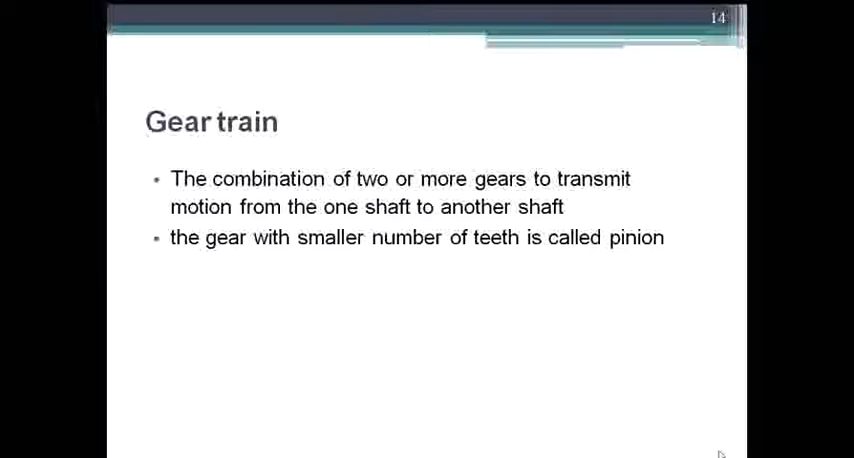 14
Gear train
• The combination of two or more gears to transmit
motion from the one shaft to another shaft
• the gear with smaller number of teeth is called pinion